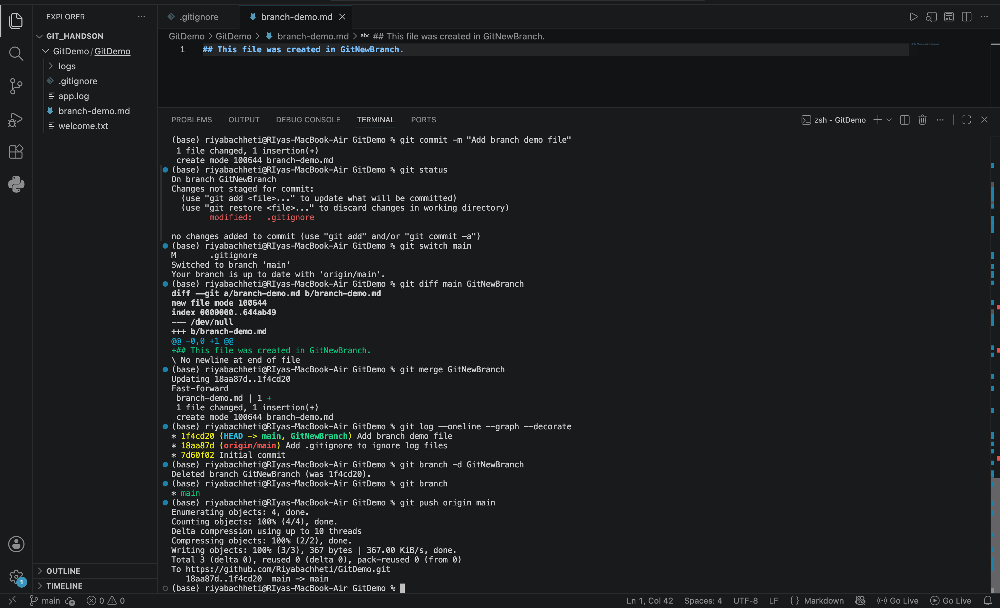 EXPLORER
GIT_HANDSON
GitDemo / GitDemo
logs
.gitignore
app.log
branch-demo.md
welcome.txt
OUTLINE
TIMELINE
.gitignore
branch-demo.md
GitDemo > GitDemo > branch-demo.md > abc ## This file was created in GitNewBranch.
1 ## This file was created in GitNewBranch.
PROBLEMS OUTPUT DEBUG CONSOLE TERMINAL PORTS
zsh - GitDemo
(base) riyabachheti@RIyas-MacBook-Air GitDemo % git commit -m "Add branch demo file"
 1 file changed, 1 insertion(+)
 create mode 100644 branch-demo.md
(base) riyabachheti@RIyas-MacBook-Air GitDemo % git status
On branch GitNewBranch
Changes not staged for commit:
  (use "git add <file>..." to update what will be committed)
  (use "git restore <file>..." to discard changes in working directory)
        modified:   .gitignore
no changes added to commit (use "git add" and/or "git commit -a")
(base) riyabachheti@RIyas-MacBook-Air GitDemo % git switch main
M       .gitignore
Switched to branch 'main'
Your branch is up to date with 'origin/main'.
(base) riyabachheti@RIyas-MacBook-Air GitDemo % git diff main GitNewBranch
diff --git a/branch-demo.md b/branch-demo.md
new file mode 100644
index 0000000..644ab49
--- /dev/null
+++ b/branch-demo.md
@@ -0,0 +1 @@
+## This file was created in GitNewBranch.
\ No newline at end of file
(base) riyabachheti@RIyas-MacBook-Air GitDemo % git merge GitNewBranch
Updating 18aa87d..1f4cd20
Fast-forward
 branch-demo.md | 1 +
 1 file changed, 1 insertion(+)
 create mode 100644 branch-demo.md
(base) riyabachheti@RIyas-MacBook-Air GitDemo % git log --oneline --graph --decorate
* 1f4cd20 (HEAD -> main, GitNewBranch) Add branch demo file
* 18aa87d (origin/main) Add .gitignore to ignore log files
* 7d60f02 Initial commit
(base) riyabachheti@RIyas-MacBook-Air GitDemo % git branch -d GitNewBranch
Deleted branch GitNewBranch (was 1f4cd20).
(base) riyabachheti@RIyas-MacBook-Air GitDemo % git branch
* main
(base) riyabachheti@RIyas-MacBook-Air GitDemo % git push origin main
Enumerating objects: 4, done.
Counting objects: 100% (4/4), done.
Delta compression using up to 10 threads
Compressing objects: 100% (2/2), done.
Writing objects: 100% (3/3), 367 bytes | 367.00 KiB/s, done.
Total 3 (delta 0), reused 0 (delta 0), pack-reused 0 (from 0)
To https://github.com/Riyabachheti/GitDemo.git
   18aa87d..1f4cd20  main -> main
(base) riyabachheti@RIyas-MacBook-Air GitDemo %
1
main 0 0 Ln 1, Col 42 Spaces: 4 UTF-8 LF {} Markdown Go Live Go Live